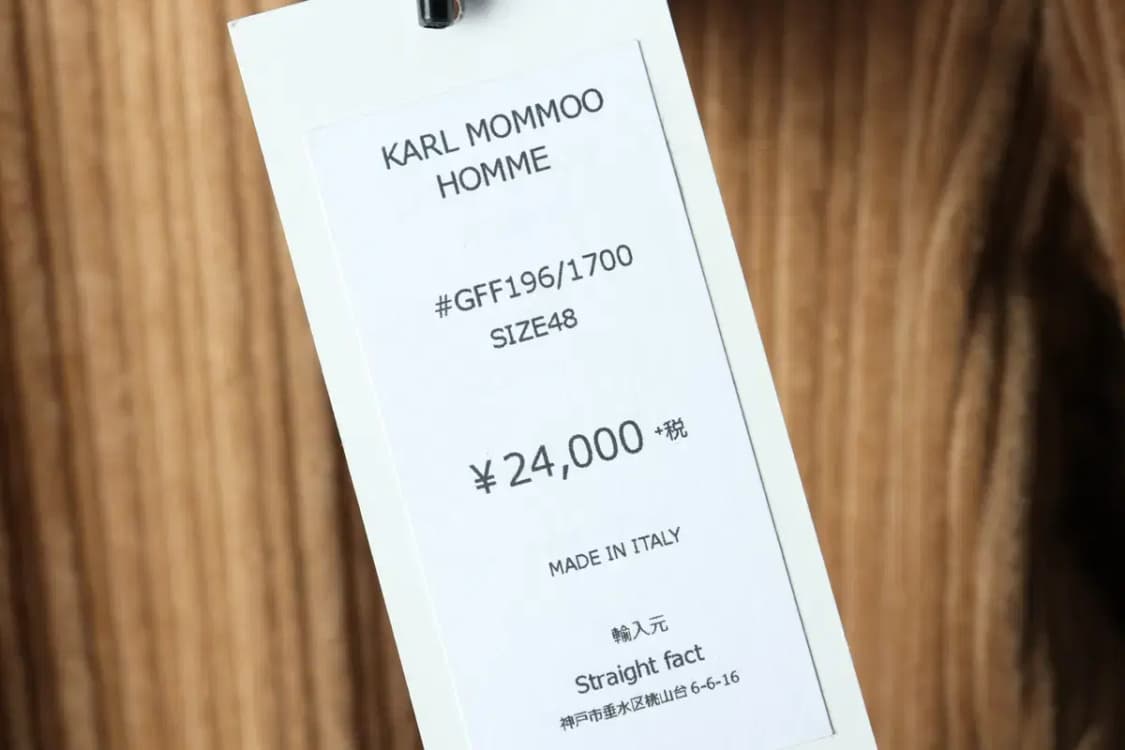 KARL MOMMOO
HOMME
#GFF196/1700
SIZE48
¥24,000 +税
MADE IN ITALY
輸入元
Straight fact
神戸市垂水区桃山台 6-6-16